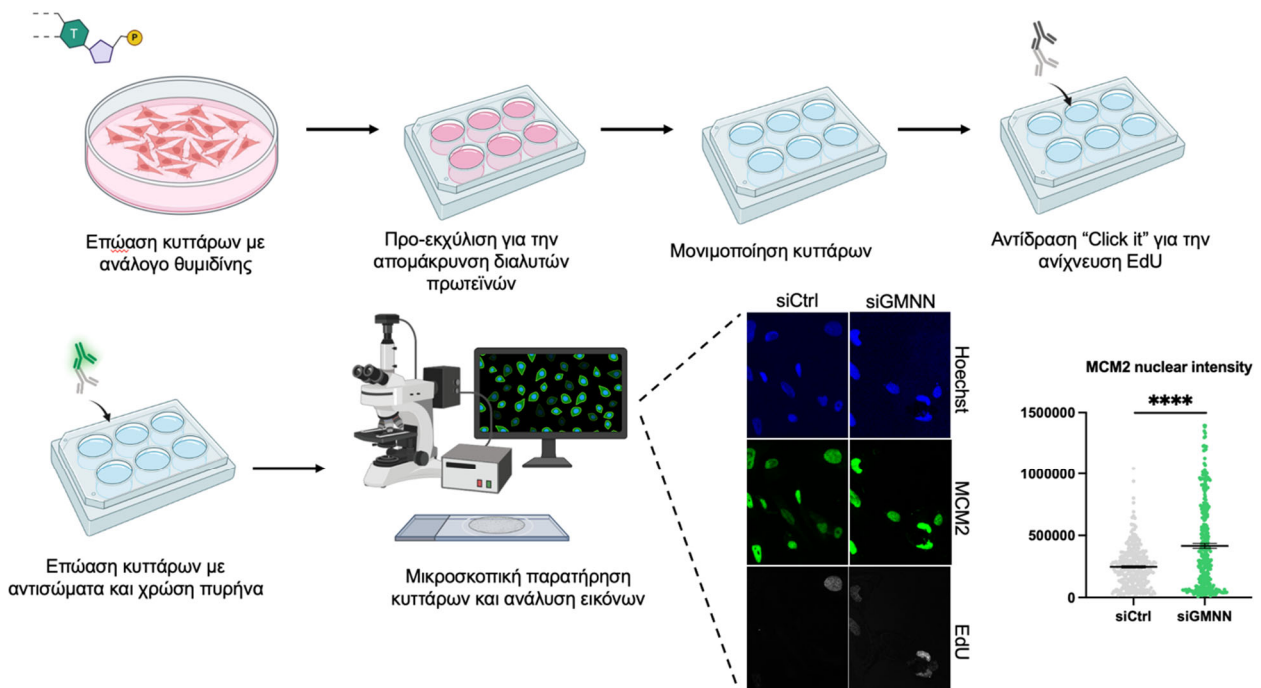 T
P
Επώαση κυττάρων με
ανάλογο θυμιδίνης
Προ-εκχύλιση για την
απομάκρυνση διαλυτών
πρωτεϊνών
Μονιμοποίηση κυττάρων
Αντίδραση “Click it” για την
ανίχνευση EdU
Επώαση κυττάρων με
αντισώματα και χρώση πυρήνα
Μικροσκοπική παρατήρηση
κυττάρων και ανάλυση εικόνων
siCtrl siGMNN
Hoechst
MCM2
EdU
MCM2 nuclear intensity
****
1500000
1000000
500000
0
siCtrl siGMNN